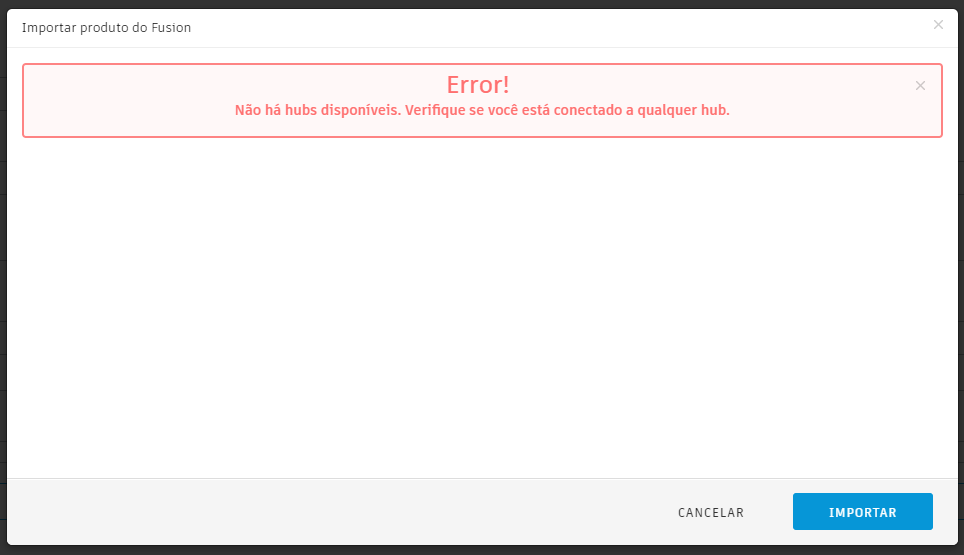 Importar produto do Fusion
Error!
Não há hubs disponíveis. Verifique se você está conectado a qualquer hub.
CANCELAR
IMPORTAR